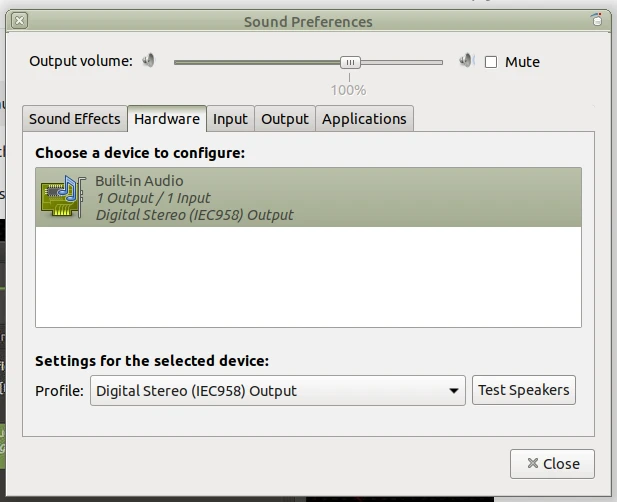 Sound Preferences
Output volume:
Mute
100%
Sound Effects
Hardware
Input
Output
Applications
Choose a device to configure:
Built-in Audio
1 Output / 1 Input
Digital Stereo (IEC958) Output
Settings for the selected device:
Profile:
Digital Stereo (IEC958) Output
Test Speakers
Close